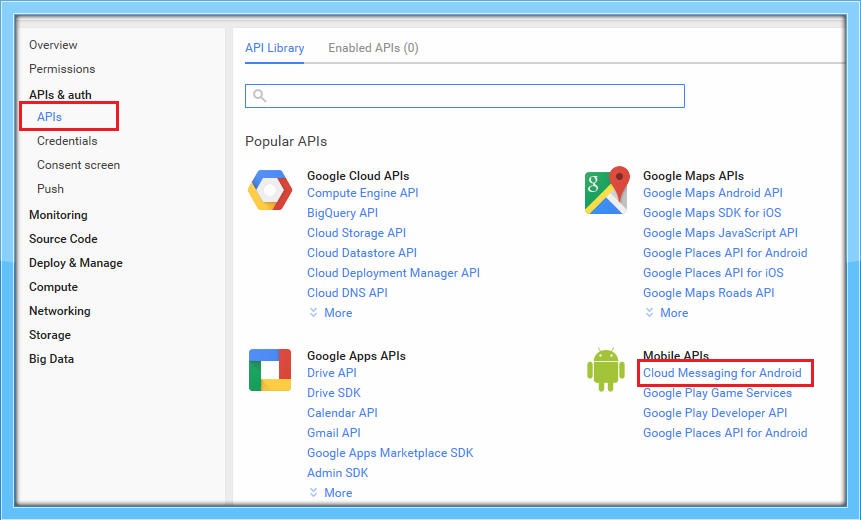 Overview
Permissions
APIs & auth
APIs
Credentials
Consent screen
Push
Monitoring
Source Code
Deploy & Manage
Compute
Networking
Storage
Big Data
API Library
Enabled APIs (0)
Popular APIs
Google Cloud APIs
Compute Engine API
BigQuery API
Cloud Storage API
Cloud Datastore API
Cloud Deployment Manager API
Cloud DNS API
More
g
Google Maps APIs
Google Maps Android API
Google Maps SDK for iOS
Google Maps JavaScript API
Google Places API for Android
Google Places API for iOS
Google Maps Roads API
More
Google Apps APIs
Drive API
Drive SDK
Calendar API
Gmail API
Google Apps Marketplace SDK
Admin SDK
More
Mobile APIs
Cloud Messaging for Android
Google Play Game Services
Google Play Developer API
Google Places API for Android